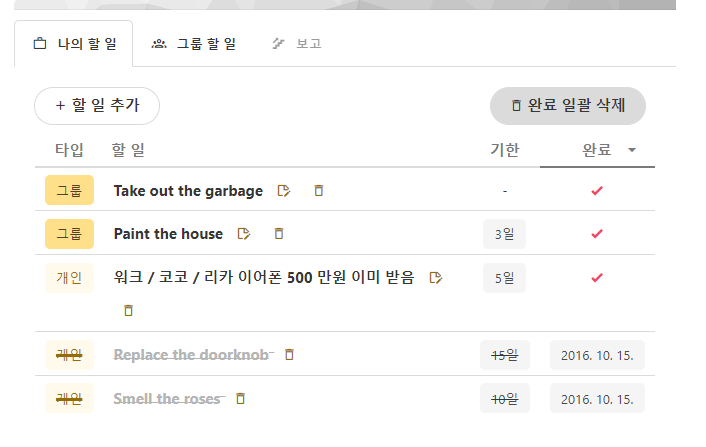 나의 할 일 그룹 할 일 보고
+ 할 일 추가 완료 일괄 삭제
타입 할 일 기한 완료
그룹 Take out the garbage -
그룹 Paint the house 3일
개인 워크 / 코코 / 리카 이어폰 500 만원 이미 받음 5일
개인 Replace the doorknob 15일 2016. 10. 15.
개인 Smell the roses 10일 2016. 10. 15.